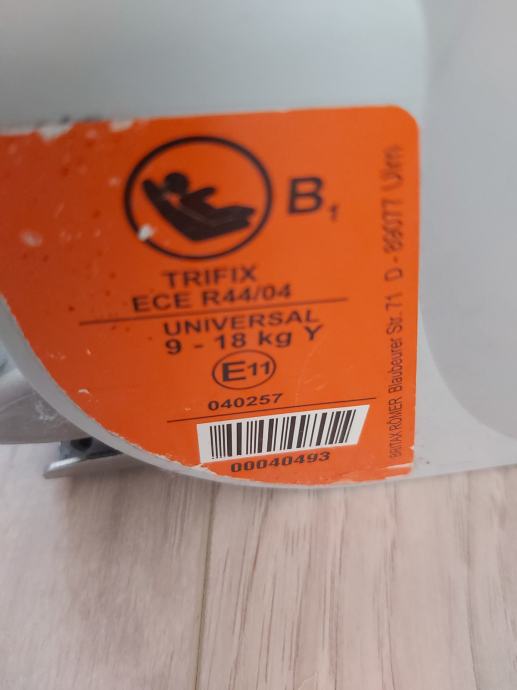 B₁
TRIFIX
ECE R44/04
UNIVERSAL
9 - 18 kg Y
E11
040257
00040493
BRITAX RÖMER Blaubeurer Str. 71 D - 89077 Ulm